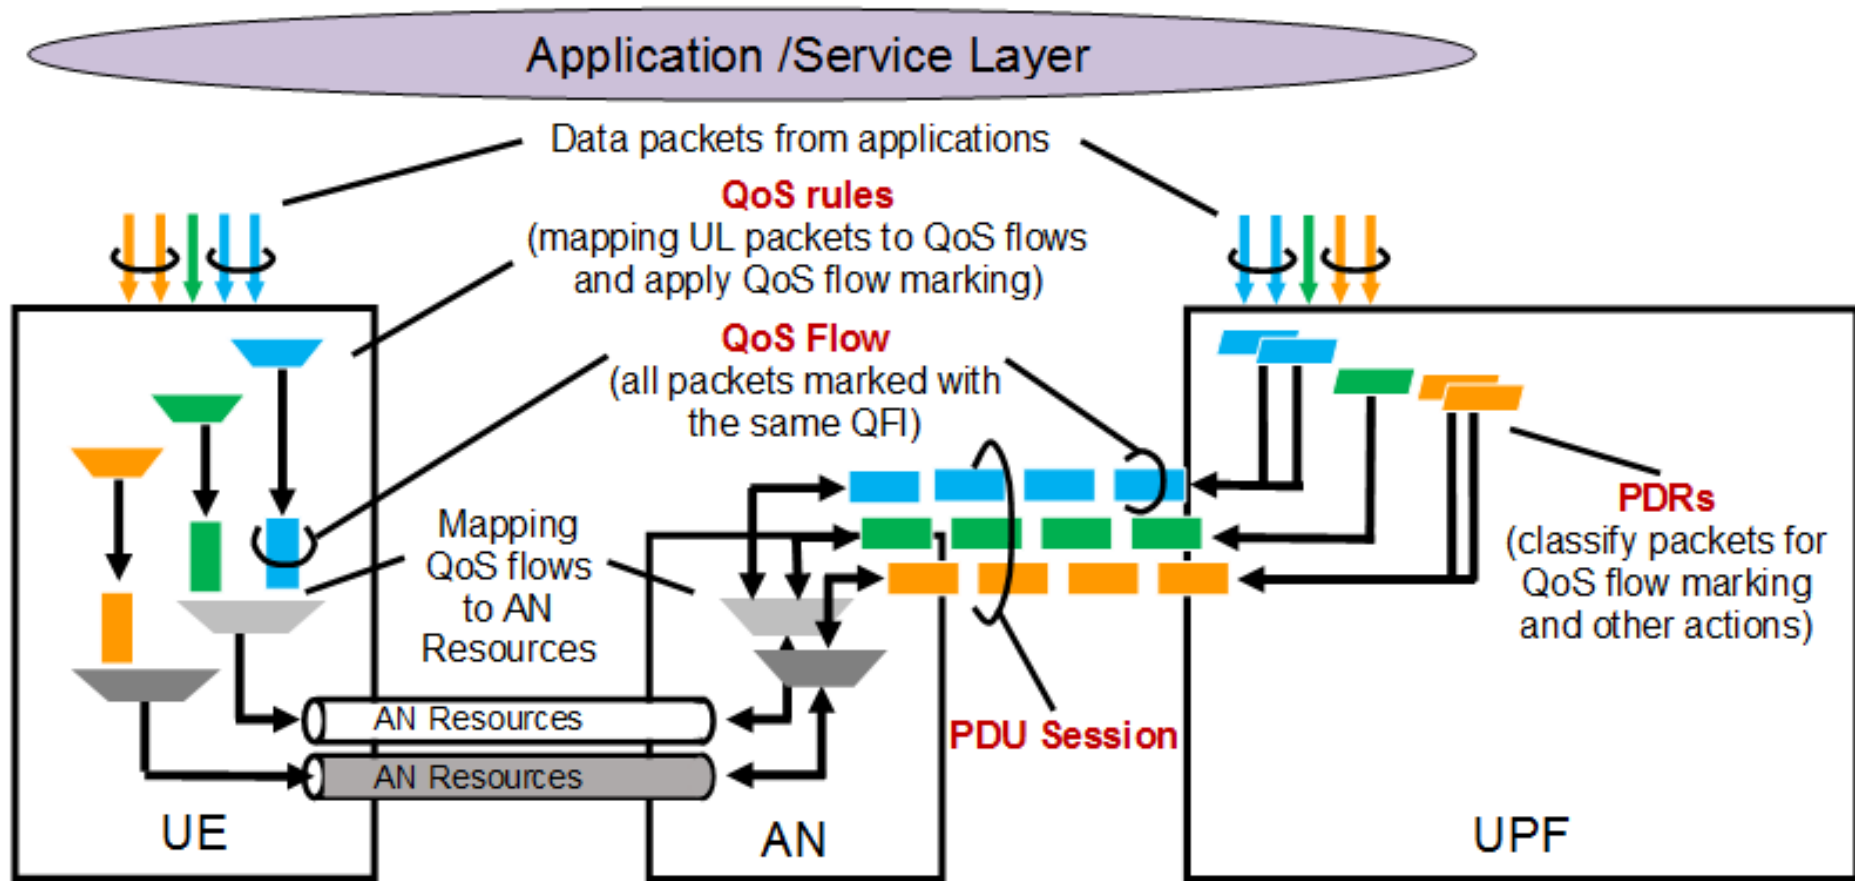 Application /Service Layer
Data packets from applications
QoS rules
(mapping UL packets to QoS flows
and apply QoS flow marking)
QoS Flow
(all packets marked with
the same QFI)
Mapping
QoS flows
to AN
Resources
PDRs
(classify packets for
QoS flow marking
and other actions)
AN Resources
PDU Session
AN Resources
UE
AN
UPF